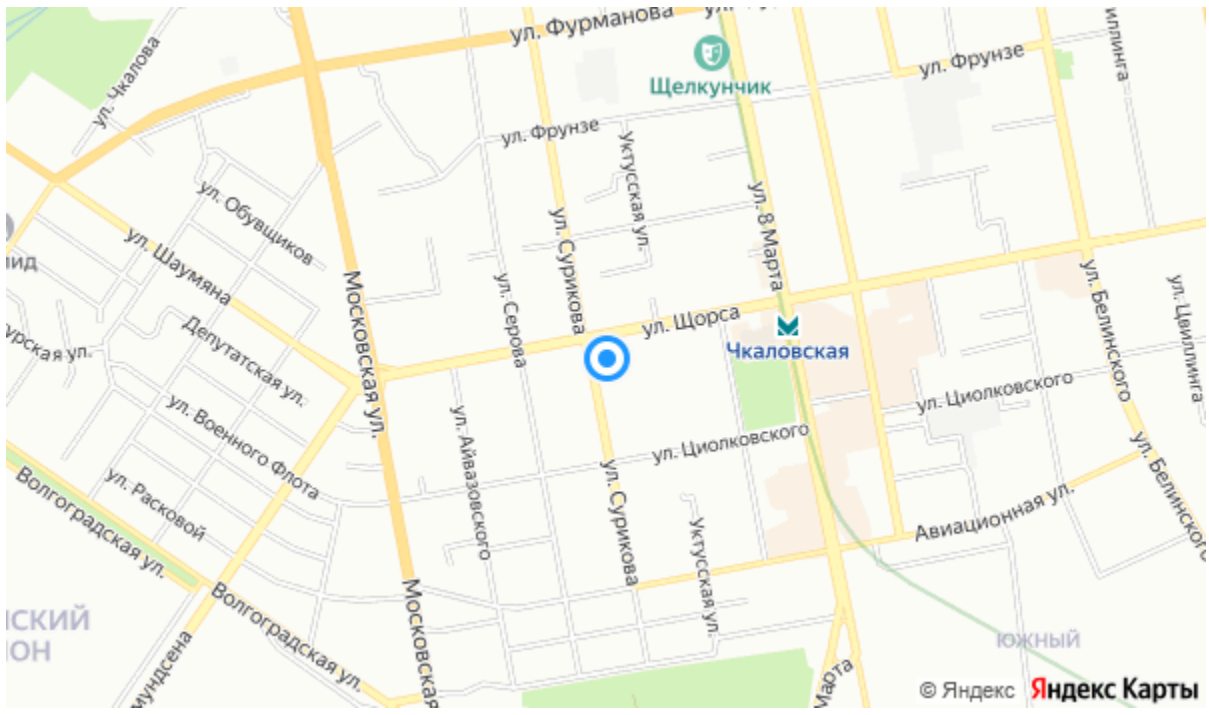 ул. Фурманова
ул. Чкалова
Щелкунчик
ул. Фрунзе
ул. Фрунзе
ул. Обувщиков
ул. Шаумяна
Московская ул.
ул. Серова
ул. Сурикова
Уктусская ул.
ул. 8 Марта
ул. Щорса
Чкаловская
ул. Белинского
ул. Цвиллинга
Депутатская ул.
ул. Военного Флота
ул. Айвазовского
ул. Циолковского
ул. Циолковского
ул. Белинского
Волгоградская ул.
ул. Расковой
ул. Сурикова
Уктусская ул.
Авиационная ул.
Волгоградская ул.
Московская
южный
Марта
© Яндекс Яндекс Карты